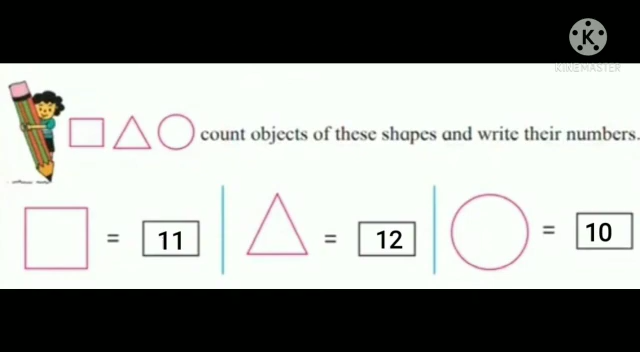 K
KINEMASTER
count objects of these shapes and write their numbers.
= 11 = 12 = 10